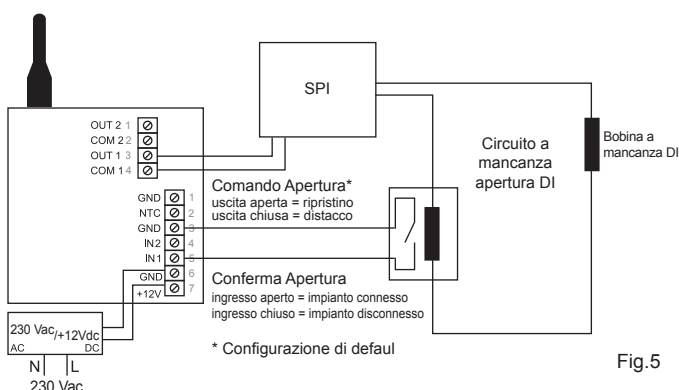 SPI
OUT 2 1
COM 2 2
OUT 1 3
COM 1 4
Circuito a
mancanza
apertura DI
Bobina a
mancanza DI
GND 1
NTC 2
GND 3
IN2 4
IN1 5
GND 6
+12V 7
Comando Apertura*
uscita aperta = ripristino
uscita chiusa = distacco
Conferma Apertura
ingresso aperto = impianto connesso
ingresso chiuso = impianto disconnesso
230 Vac/+12Vdc
AC DC
N L
230 Vac
* Configurazione di defaul
Fig.5